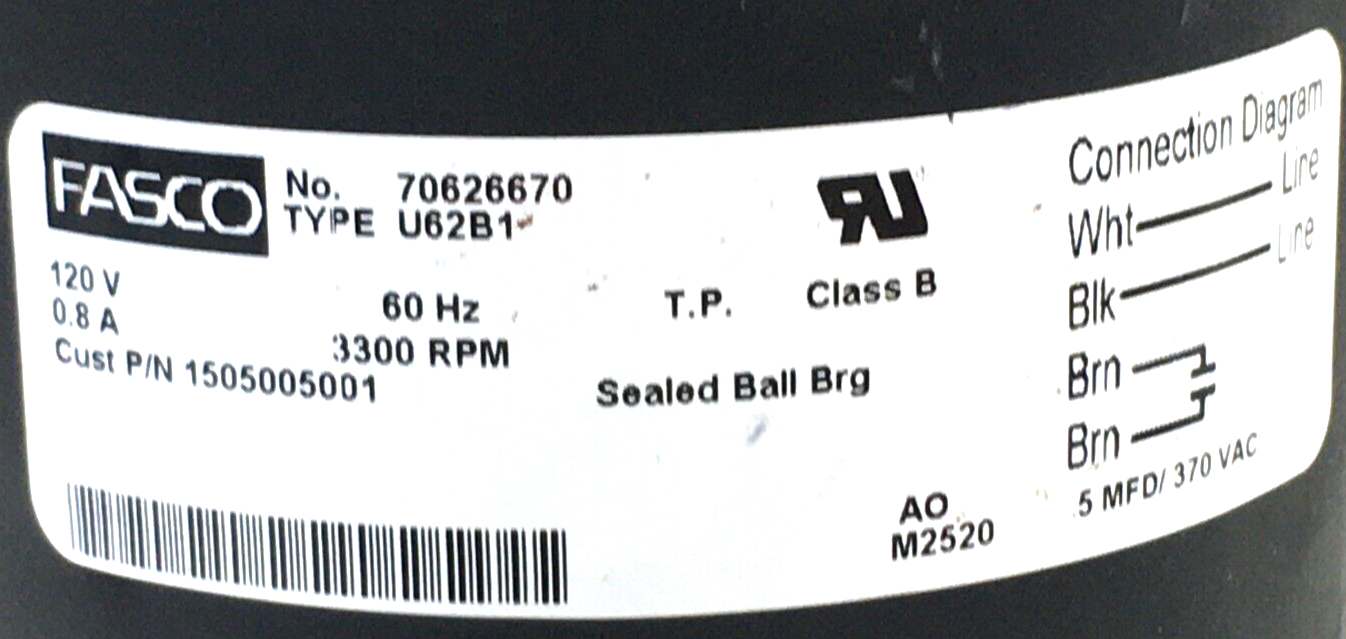 FASCO
No. 70626670
TYPE U62B1
120 V
0.8 A
60 Hz
3300 RPM
Cust P/N 1505005001
T.P.
Class B
Sealed Ball Brg
AO
M2520
Connection Diagram
Wht Line
Blk Line
Brn
Brn
5 MFD/ 370 VAC